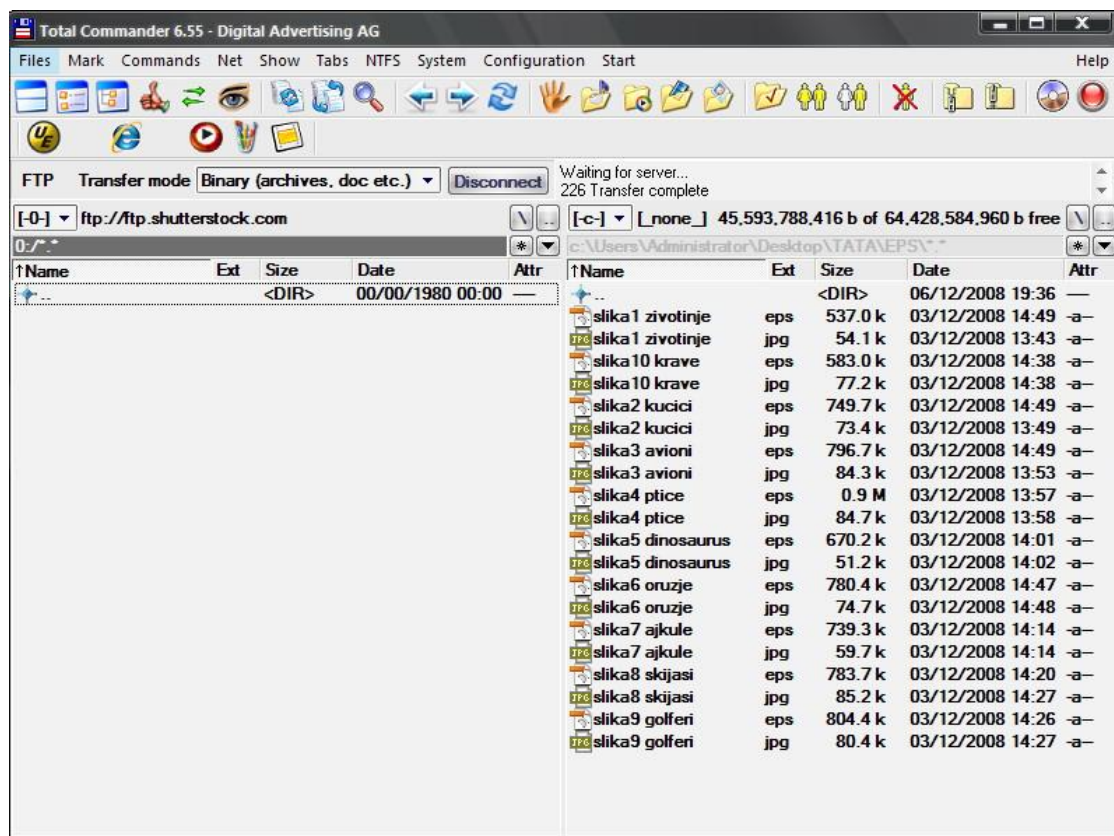 Total Commander 6.55 - Digital Advertising AG
Files Mark Commands Net Show Tabs NTFS System Configuration Start Help
UE
FTP Transfer mode Binary (archives, doc etc.) Disconnect
Waiting for server...
226 Transfer complete
[-0-] ftp://ftp.shutterstock.com \ ..
[-c-] [_none_] 45,593,788,416 b of 64,428,584,960 b free \ ..
0:/*.* *
c:\Users\Administrator\Desktop\TATA\EPS\*.* *
↑Name Ext Size Date Attr
.. <DIR> 00/00/1980 00:00 ----
↑Name Ext Size Date Attr
.. <DIR> 06/12/2008 19:36 ----
slika1 zivotinje eps 537.0 k 03/12/2008 14:49 -a--
slika1 zivotinje jpg 54.1 k 03/12/2008 13:43 -a--
slika10 krave eps 583.0 k 03/12/2008 14:38 -a--
slika10 krave jpg 77.2 k 03/12/2008 14:38 -a--
slika2 kucici eps 749.7 k 03/12/2008 14:49 -a--
slika2 kucici jpg 73.4 k 03/12/2008 13:49 -a--
slika3 avioni eps 796.7 k 03/12/2008 14:49 -a--
slika3 avioni jpg 84.3 k 03/12/2008 13:53 -a--
slika4 ptice eps 0.9 M 03/12/2008 13:57 -a--
slika4 ptice jpg 84.7 k 03/12/2008 13:58 -a--
slika5 dinosaurus eps 670.2 k 03/12/2008 14:01 -a--
slika5 dinosaurus jpg 51.2 k 03/12/2008 14:02 -a--
slika6 oruzje eps 780.4 k 03/12/2008 14:47 -a--
slika6 oruzje jpg 74.7 k 03/12/2008 14:48 -a--
slika7 ajkule eps 739.3 k 03/12/2008 14:14 -a--
slika7 ajkule jpg 59.7 k 03/12/2008 14:14 -a--
slika8 skijasi eps 783.7 k 03/12/2008 14:20 -a--
slika8 skijasi jpg 85.2 k 03/12/2008 14:27 -a--
slika9 golferi eps 804.4 k 03/12/2008 14:26 -a--
slika9 golferi jpg 80.4 k 03/12/2008 14:27 -a--